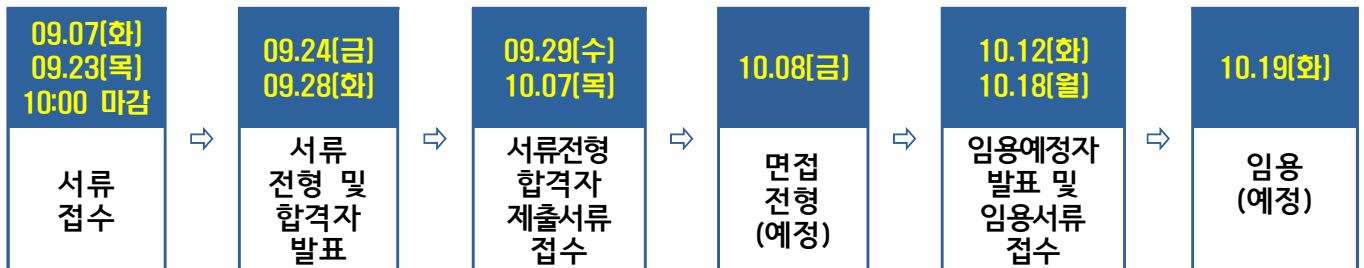 09.07(화)
09.23(목)
10:00 마감
서류
접수
⇨
09.24(금)
09.28(화)
서류
전형 및
합격자
발표
⇨
09.29(수)
10.07(목)
서류전형
합격자
제출서류
접수
⇨
10.08(금)
면접
전형
(예정)
⇨
10.12(화)
10.18(월)
임용예정자
발표 및
임용서류
접수
⇨
10.19(화)
임용
(예정)